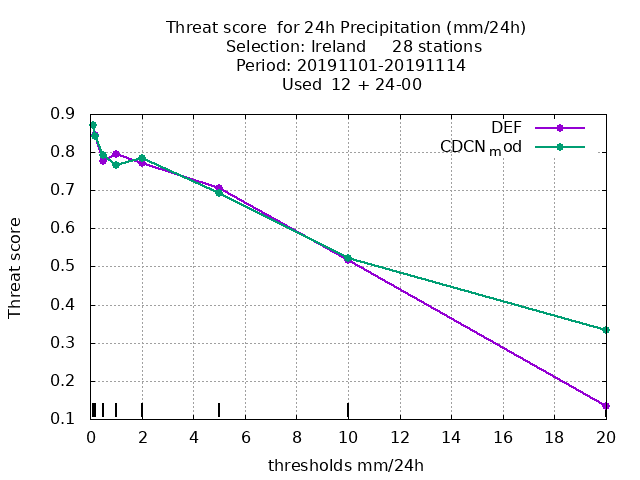 Threat score  for 24h Precipitation (mm/24h)
Selection: Ireland     28 stations
Period: 20191101-20191114
Used  12 + 24-00
DEF
CDCNmod
Threat score
0.9
0.8
0.7
0.6
0.5
0.4
0.3
0.2
0.1
0 2 4 6 8 10 12 14 16 18 20
thresholds mm/24h